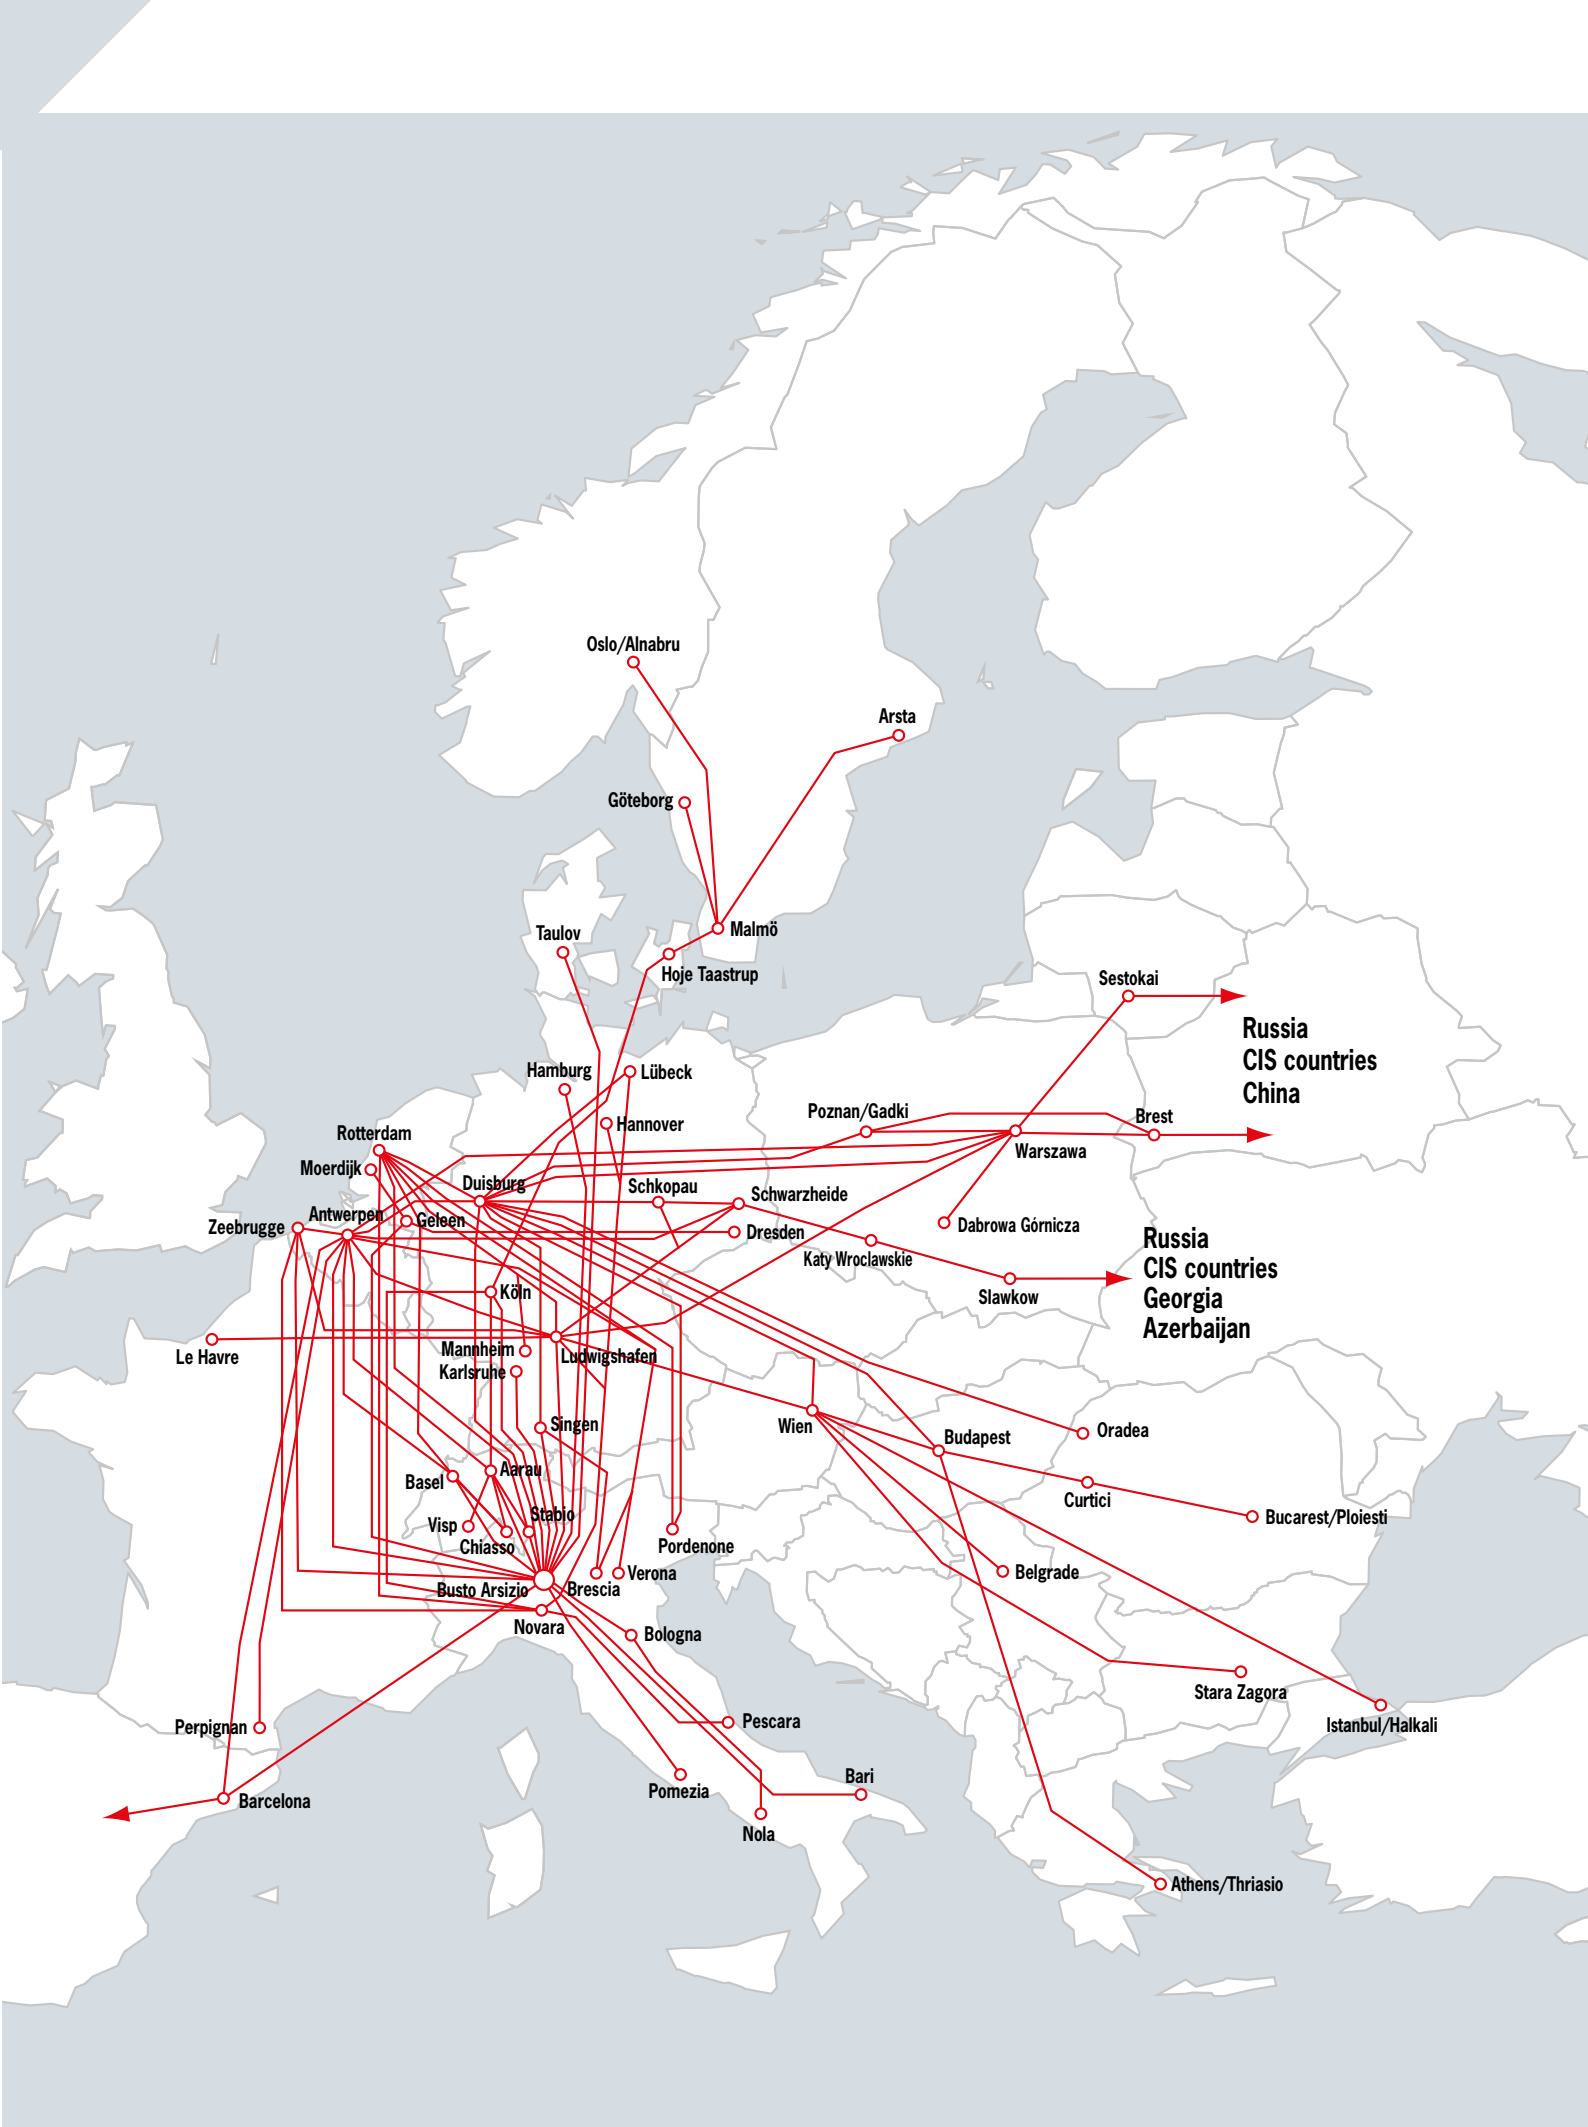 Oslo/Alnabru
Arsta
Göteborg
Malmö
Taulov
Hoje Taastrup
Sestokai
Russia
CIS countries
China
Hamburg
Lübeck
Hannover
Poznan/Gadki
Brest
Warszawa
Rotterdam
Moerdijk
Duisburg
Schkopau
Schwarzheide
Antwerpen
Geleen
Zeebrugge
Dresden
Dabrowa Górnicza
Katy Wroclawskie
Russia
CIS countries
Georgia
Azerbaijan
Slawkow
Köln
Le Havre
Mannheim
Ludwigshafen
Karlsruhe
Singen
Wien
Budapest
Oradea
Basel
Aarau
Curtici
Bucarest/Ploiesti
Stabio
Visp
Chiasso
Pordenone
Busto Arsizio
Brescia
Verona
Belgrade
Novara
Bologna
Stara Zagora
Istanbul/Halkali
Perpignan
Pescara
Barcelona
Pomezia
Bari
Nola
Athens/Thriasio